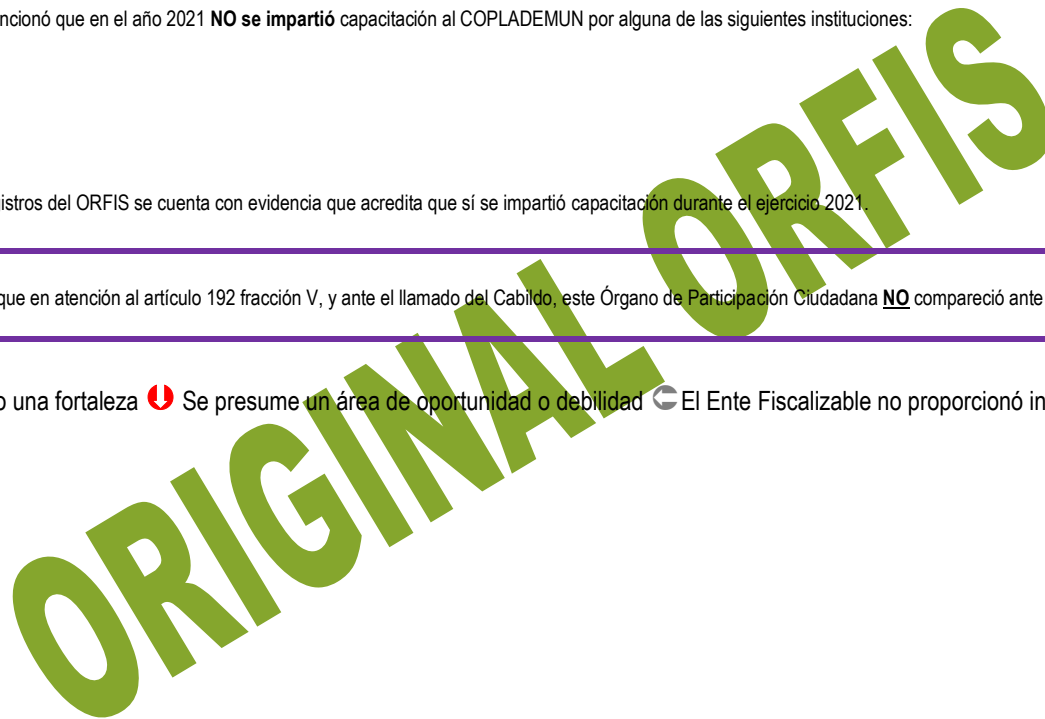 ncionó que en el año 2021 NO se impartió capacitación al COPLADEMUN por alguna de las siguientes instituciones:
istros del ORFIS se cuenta con evidencia que acredita que sí se impartió capacitación durante el ejercicio 2021.
que en atención al artículo 192 fracción V, y ante el llamado del Cabildo, este Órgano de Participación Ciudadana NO compareció ante
o una fortaleza Se presume un área de oportunidad o debilidad El Ente Fiscalizable no proporcionó in
ORIGINAL ORFIS